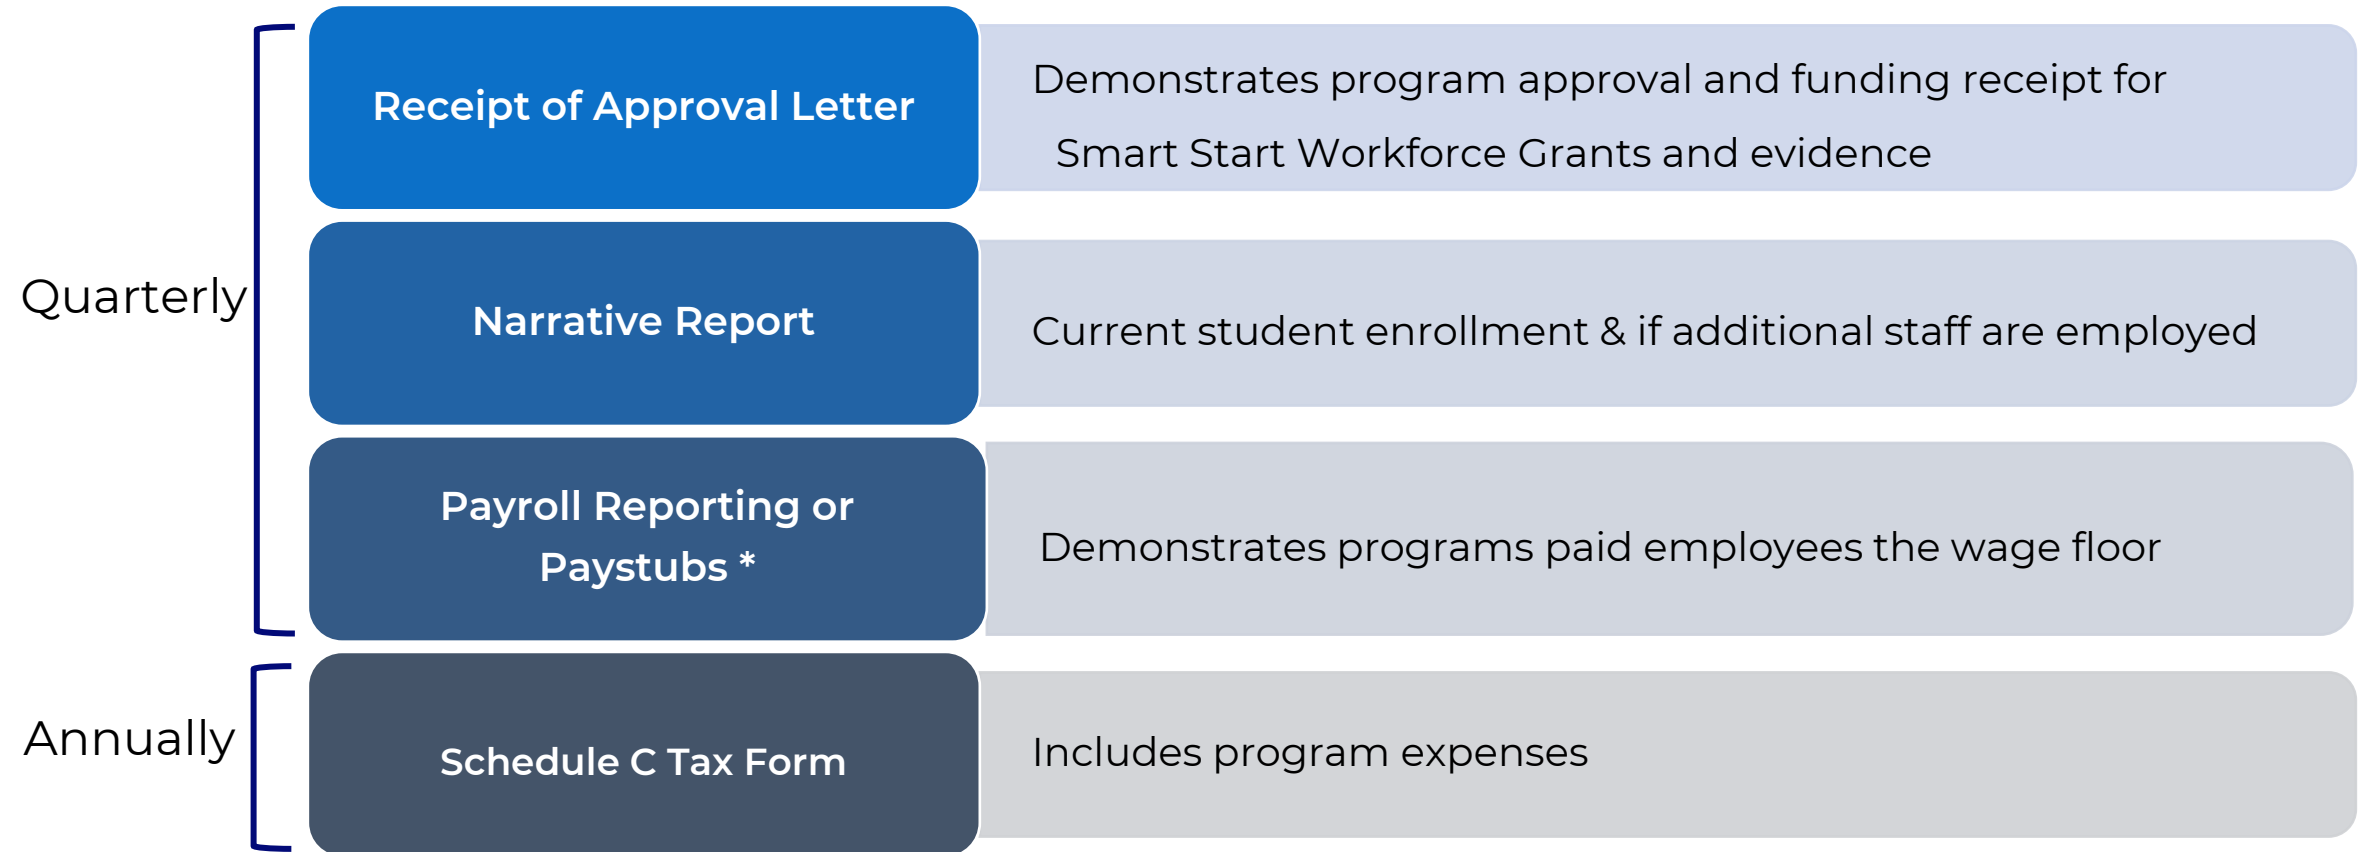 Quarterly
Receipt of Approval Letter
Demonstrates program approval and funding receipt for
Smart Start Workforce Grants and evidence
Narrative Report
Current student enrollment & if additional staff are employed
Payroll Reporting or
Paystubs *
Demonstrates programs paid employees the wage floor
Annually
Schedule C Tax Form
Includes program expenses